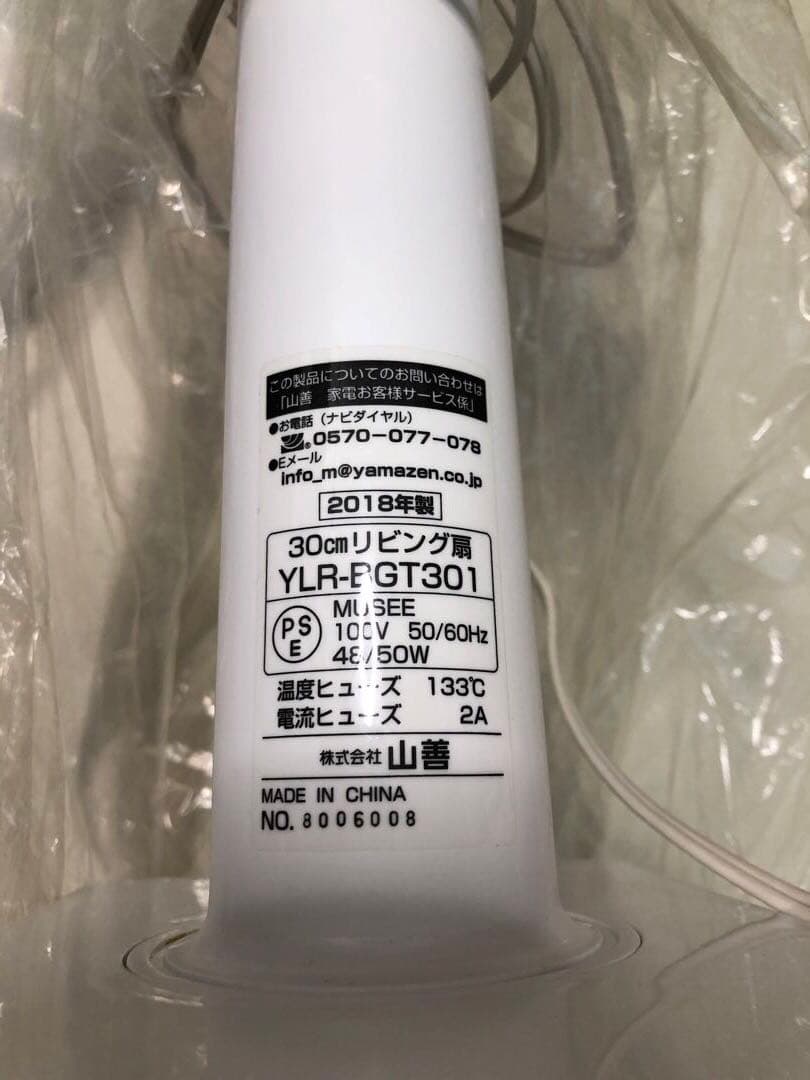 この製品についてのお問い合わせは
「山善 家電お客様サービス係」
●お電話（ナビダイヤル）
0570-077-078
●Eメール
info_m@yamazen.co.jp
2018年製
30cmリビング扇
YLR-BGT301
PSE
MUSEE
100V 50/60Hz
48/50W
温度ヒューズ 133℃
電流ヒューズ 2A
株式会社 山善
MADE IN CHINA
NO. 8006008